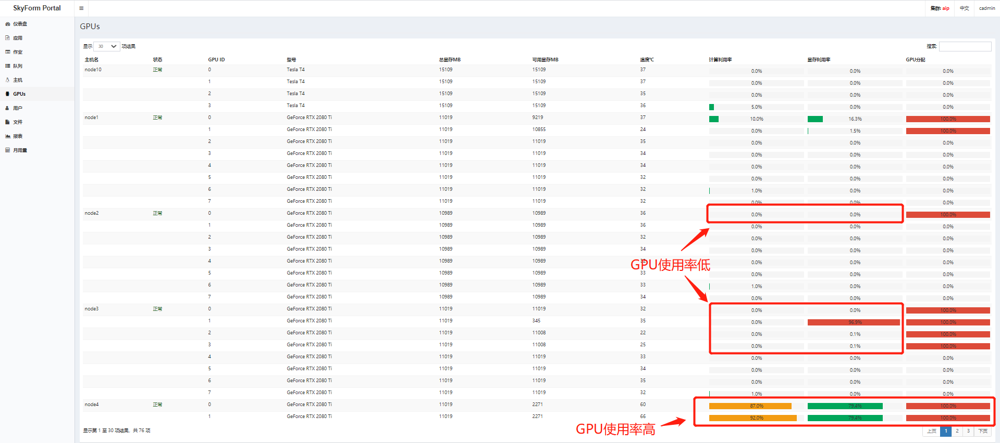 SkyForm Portal
集群: aip 中文 cadmin
仪表盘
应用
作业
队列
主机
GPUs
用户
文件
报表
月用量
GPUs
显示 30 项结果 搜索:
主机名 状态 GPU ID 型号 总显存MB 可用显存MB 温度℃ 计算利用率 显存利用率 GPU分配
node10 正常 0 Tesla T4 15109 15109 37 0.0% 0.0% 0.0%
1 Tesla T4 15109 15109 37 0.0% 0.0% 0.0%
2 Tesla T4 15109 15109 35 0.0% 0.0% 0.0%
3 Tesla T4 15109 15109 36 5.0% 0.0% 0.0%
node1 正常 0 GeForce RTX 2080 Ti 11019 9219 37 10.0% 16.3% 100.0%
1 GeForce RTX 2080 Ti 11019 10855 24 0.0% 1.5% 100.0%
2 GeForce RTX 2080 Ti 11019 11019 35 0.0% 0.0% 0.0%
3 GeForce RTX 2080 Ti 11019 11019 34 0.0% 0.0% 0.0%
4 GeForce RTX 2080 Ti 11019 11019 34 0.0% 0.0% 0.0%
5 GeForce RTX 2080 Ti 11019 11019 32 0.0% 0.0% 0.0%
6 GeForce RTX 2080 Ti 11019 11019 32 1.0% 0.0% 0.0%
7 GeForce RTX 2080 Ti 11019 11019 32 0.0% 0.0% 0.0%
node2 正常 0 GeForce RTX 2080 Ti 10989 10989 36 0.0% 0.0% 100.0%
1 GeForce RTX 2080 Ti 10989 10989 36 0.0% 0.0% 0.0%
2 GeForce RTX 2080 Ti 10989 10989 32 0.0% 0.0% 0.0%
3 GeForce RTX 2080 Ti 10989 10989 34 0.0% 0.0% 0.0%
4 GeForce RTX 2080 Ti 10989 10989 32 0.0% 0.0% 0.0%
GPU使用率低
5 GeForce RTX 2080 Ti 10989 10989 33 0.0% 0.0% 0.0%
6 GeForce RTX 2080 Ti 10989 10989 33 1.0% 0.0% 0.0%
7 GeForce RTX 2080 Ti 10989 10989 34 0.0% 0.0% 0.0%
node3 正常 0 GeForce RTX 2080 Ti 11019 11019 32 0.0% 0.0% 100.0%
1 GeForce RTX 2080 Ti 11019 345 35 0.0% 96.9% 100.0%
2 GeForce RTX 2080 Ti 11019 11008 22 0.0% 0.1% 100.0%
3 GeForce RTX 2080 Ti 11019 11008 25 0.0% 0.1% 100.0%
4 GeForce RTX 2080 Ti 11019 11019 33 0.0% 0.0% 0.0%
5 GeForce RTX 2080 Ti 11019 11019 34 0.0% 0.0% 0.0%
6 GeForce RTX 2080 Ti 11019 11019 35 0.0% 0.0% 0.0%
7 GeForce RTX 2080 Ti 11019 11019 32 1.0% 0.0% 0.0%
node4 正常 0 GeForce RTX 2080 Ti 11019 2271 60 87.0% 79.4% 100.0%
1 GeForce RTX 2080 Ti 11019 2271 66 92.0% 79.4% 100.0%
GPU使用率高
显示第 1 至 30 项结果，共 76 项 上页 1 2 3 下页